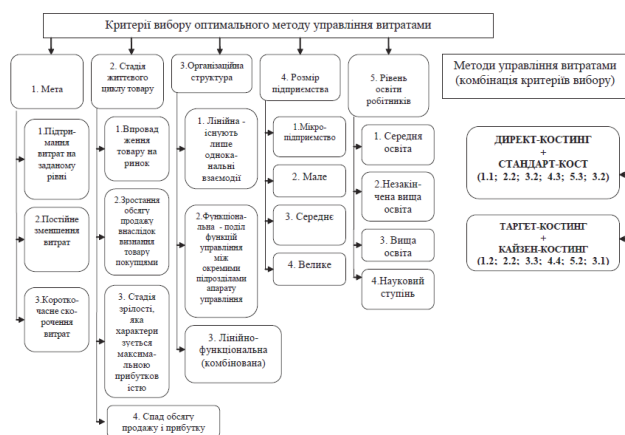 Критерії вибору оптимального методу управління витратами
1. Мета
2. Стадія
життєвого
циклу товару
3.Організаційна
структура
4. Розмір
підприємства
5. Рівень
освіти
робітників
Методи управління витратами
(комбінація критеріїв вибору)
1.Підтри-
мання
витрат на
заданому
рівні
2.Постійне
зменшення
витрат
3.Коротко-
часне ско-
рочення
витрат
1.Впровад
ження
товару на
ринок
2.Зростання
обсягу
продажу
внаслідок
визнання
товару
покущями
3. Стадія
зрілості,
яка
характери
зується
максима-
льною
прибутков
істю
4. Спад обсягу
продажу і прибутку
1. Лінійна -
існують
лише
однока-
нальні
взаємодії
2.Функціона-
льна - поділ
функцій
управління
між
окремими
підрозділами
апарату
управління
3. Лінійно-
функціональна
(комбінована)
1.Мікро-
підприємство
2. Мале
3. Середнє
4. Велике
1. Середня
освіта
2.Незакін-
чена вища
освіта
3. Вища
освіта
4.Науковий
ступінь
ДИРЕКТ-КОСТИНГ
+
СТАНДАРТ-КОСТ
(1.1; 2.2; 3.2; 4.3; 5.3; 3.2)
ТАРГЕТ-КОСТИНГ
+
КАЙЗЕН-КОСТИНГ
(1.2; 2.2; 3.3; 4.4; 5.2; 3.1)